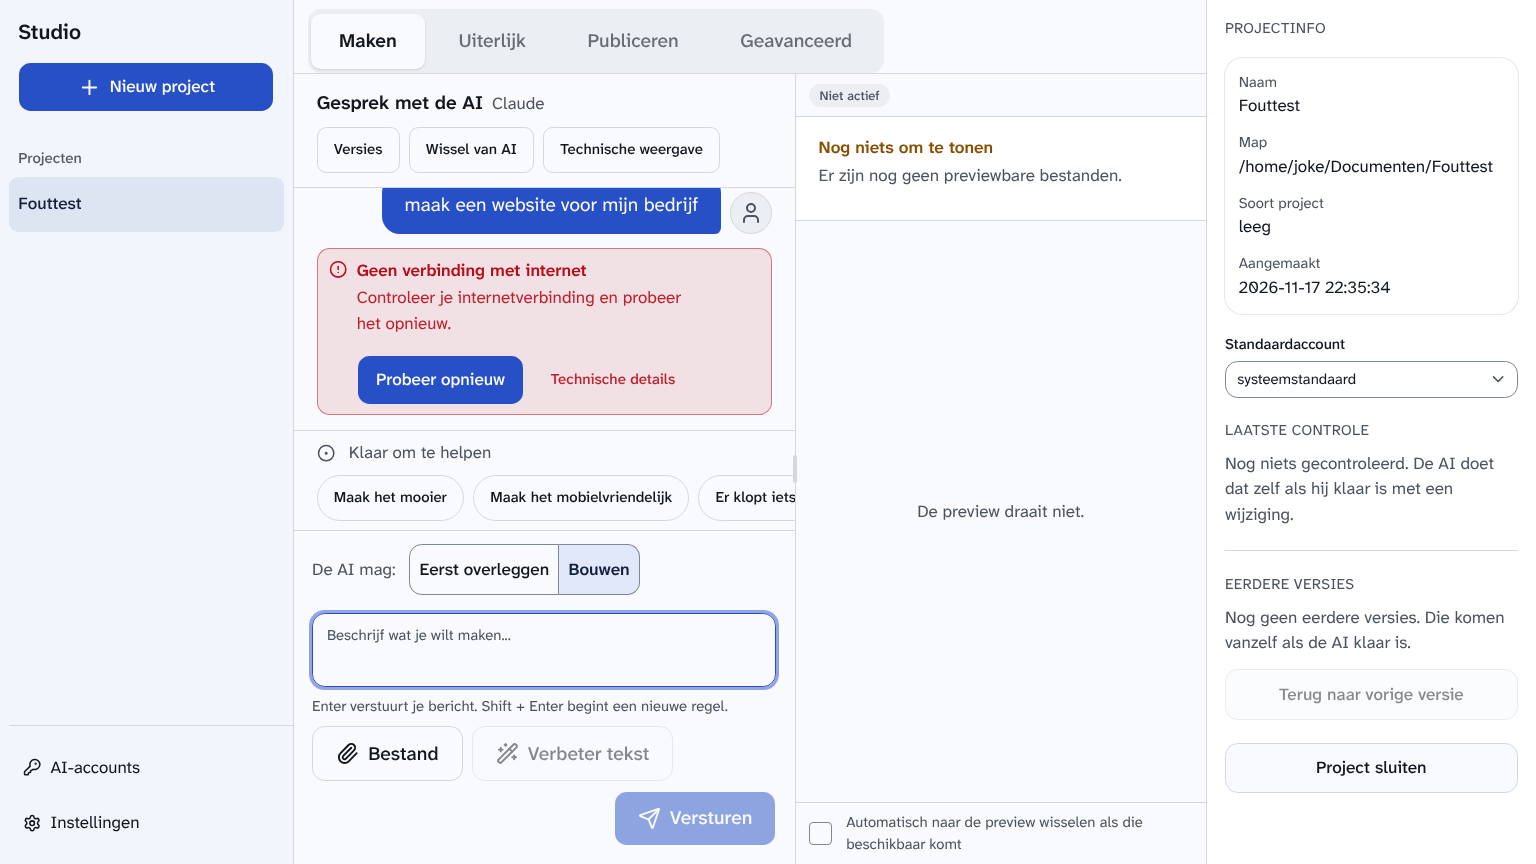 Studio
Nieuw project
Projecten
Fouttest
AI-accounts
Instellingen
Maken
Uiterlijk
Publiceren
Geavanceerd
Gesprek met de AI Claude
Versies
Wissel van AI
Technische weergave
maak een website voor mijn bedrijf
Geen verbinding met internet
Controleer je internetverbinding en probeer
het opnieuw.
Probeer opnieuw
Technische details
Klaar om te helpen
Maak het mooier
Maak het mobielvriendelijk
Er klopt iets
De AI mag:
Eerst overleggen
Bouwen
Beschrijf wat je wilt maken...
Enter verstuurt je bericht. Shift + Enter begint een nieuwe regel.
Bestand
Verbeter tekst
Versturen
Niet actief
Nog niets om te tonen
Er zijn nog geen previewbare bestanden.
De preview draait niet.
Automatisch naar de preview wisselen als die
beschikbaar komt
PROJECTINFO
Naam
Fouttest
Map
/home/joke/Documenten/Fouttest
Soort project
leeg
Aangemaakt
2026-11-17 22:35:34
Standaardaccount
systeemstandaard
LAATSTE CONTROLE
Nog niets gecontroleerd. De AI doet
dat zelf als hij klaar is met een
wijziging.
EERDERE VERSIES
Nog geen eerdere versies. Die komen
vanzelf als de AI klaar is.
Terug naar vorige versie
Project sluiten